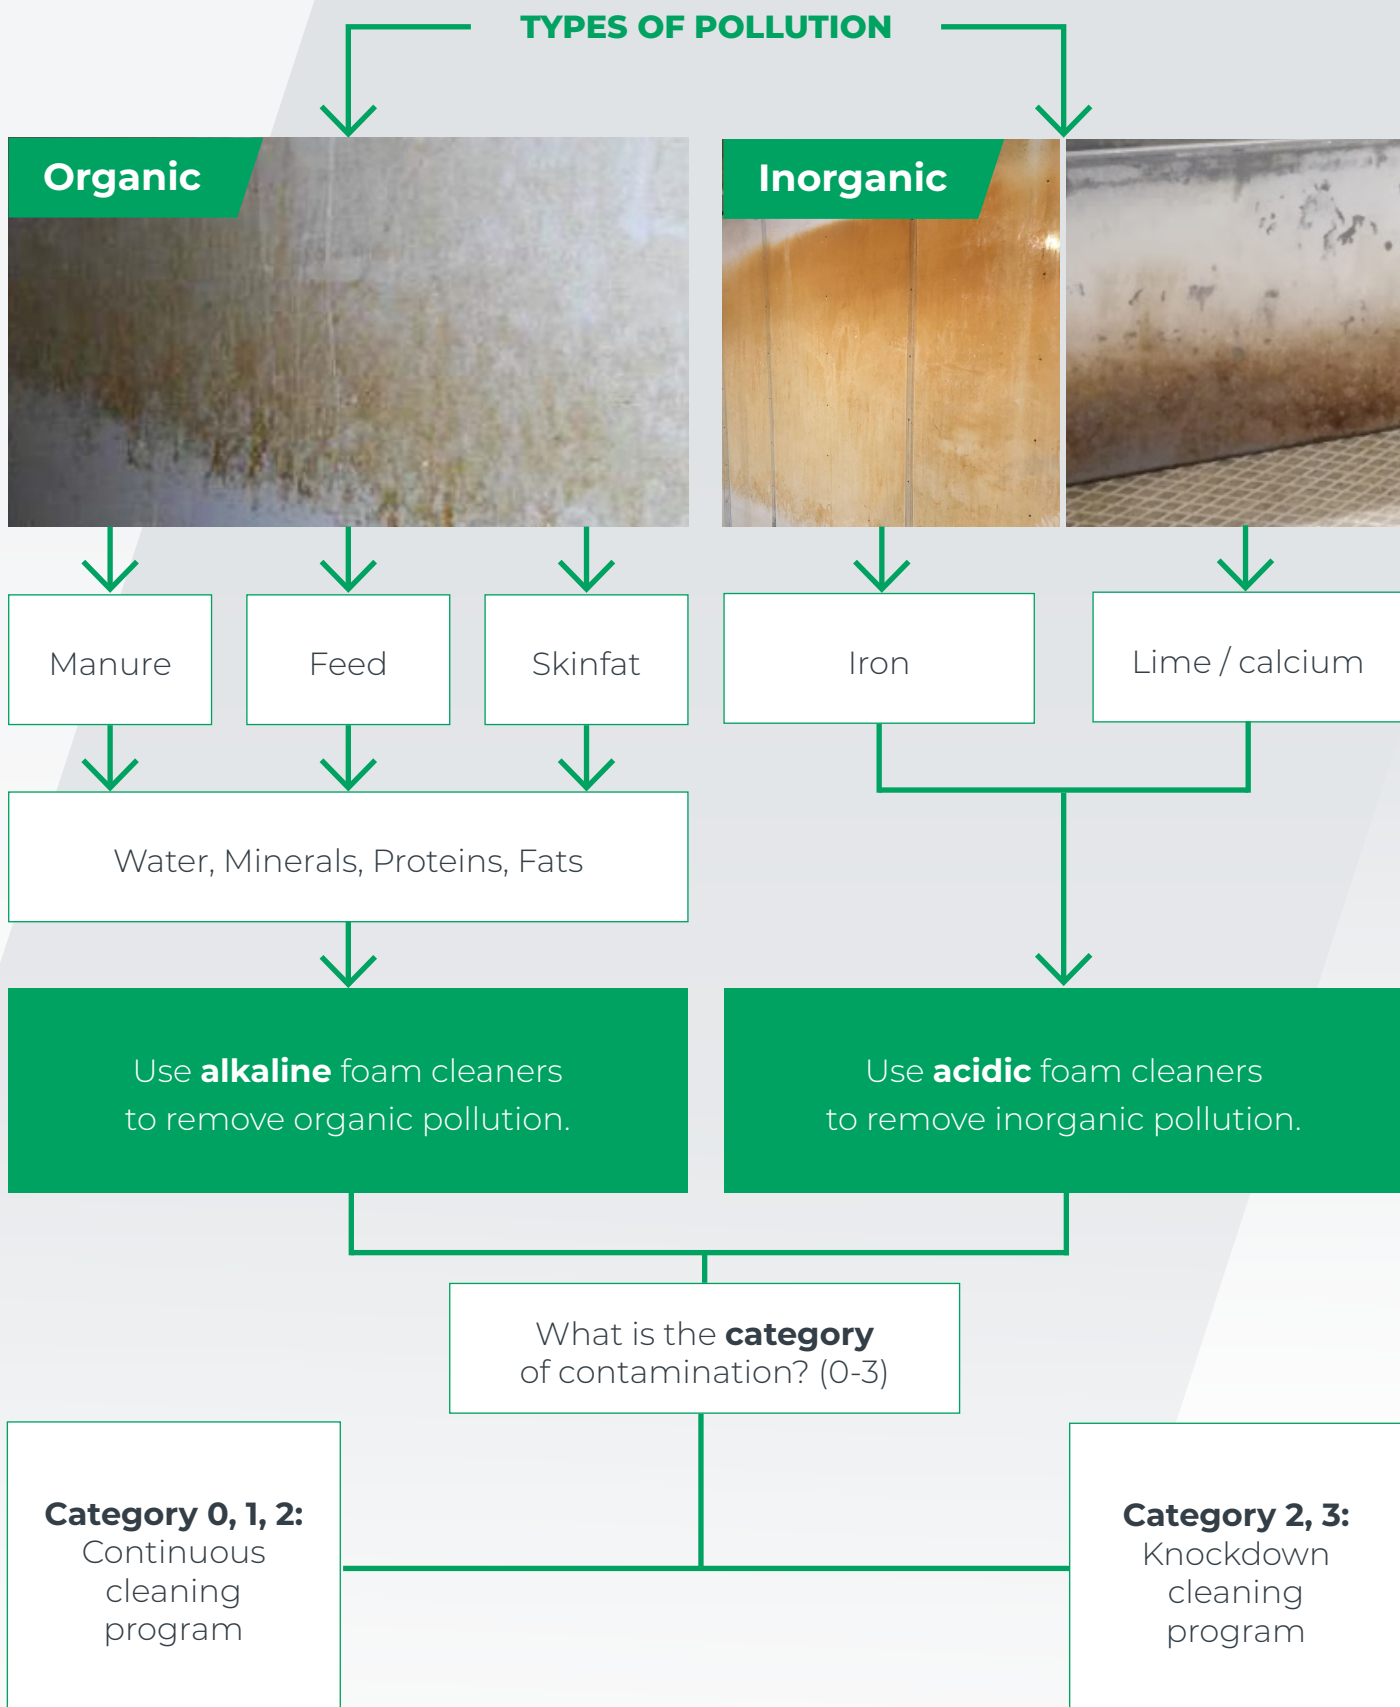 TYPES OF POLLUTION
Organic
Inorganic
Manure
Feed
Skinfat
Iron
Lime / calcium
Water, Minerals, Proteins, Fats
Use alkaline foam cleaners
to remove organic pollution.
Use acidic foam cleaners
to remove inorganic pollution.
What is the category
of contamination? (0-3)
Category 0, 1, 2:
Continuous
cleaning
program
Category 2, 3:
Knockdown
cleaning
program